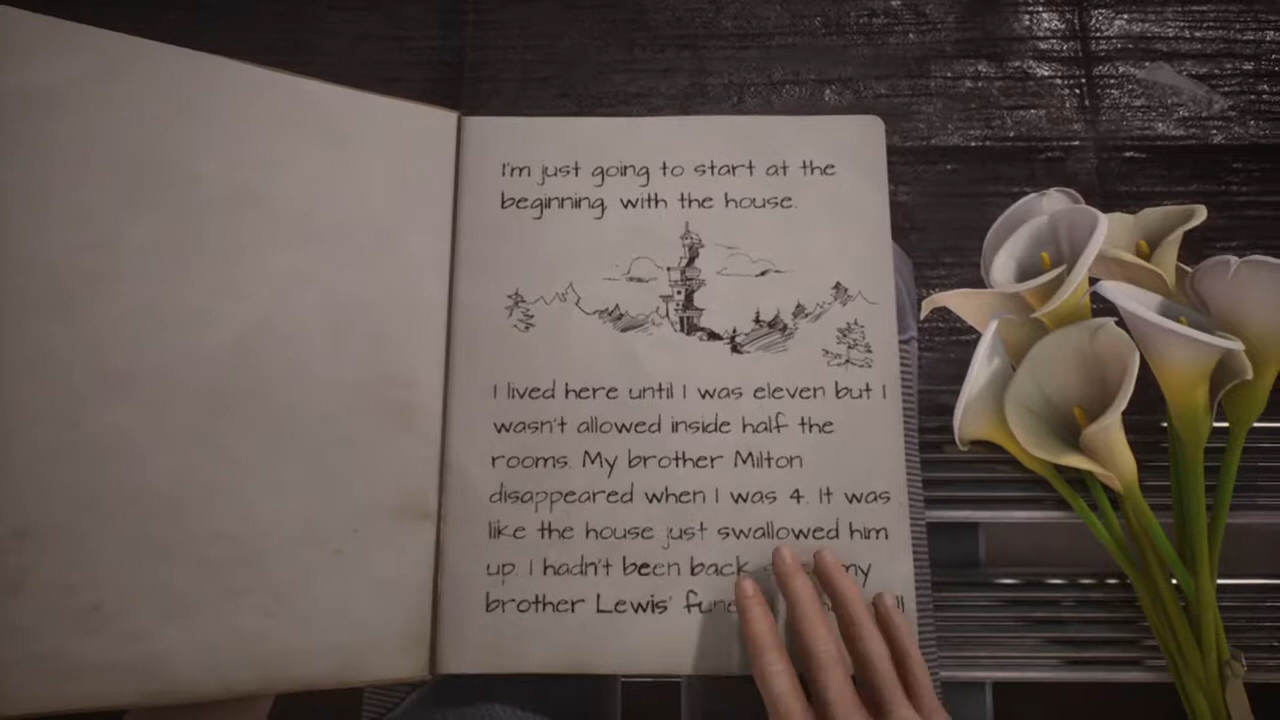 I'm just going to start at the
beginning, with the house.
I lived here until I was eleven but I
wasn't allowed inside half the
rooms. My brother Milton
disappeared when I was 4. It was
like the house just swallowed him
up. I hadn't been back my
brother Lewis'